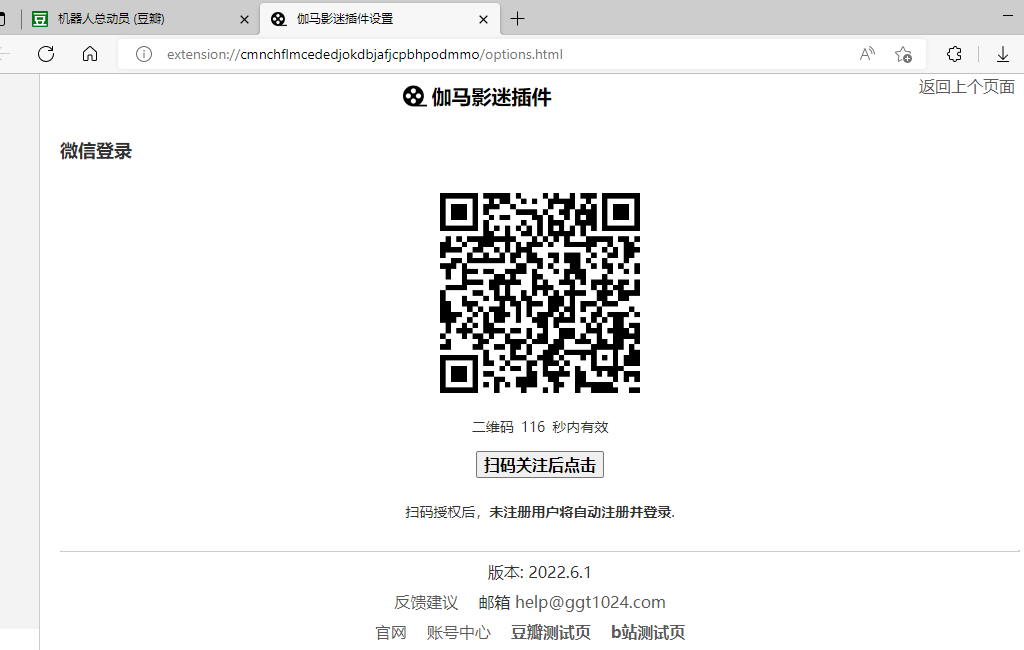 机器人总动员 (豆瓣)
伽马影迷插件设置
extension://cmnchflmcededjokdbjafjcpbhpodmmo/options.html
伽马影迷插件
返回上个页面
微信登录
二维码 116 秒内有效
扫码关注后点击
扫码授权后，未注册用户将自动注册并登录.
版本: 2022.6.1
反馈建议 邮箱 help@ggt1024.com
官网 账号中心 豆瓣测试页 b站测试页